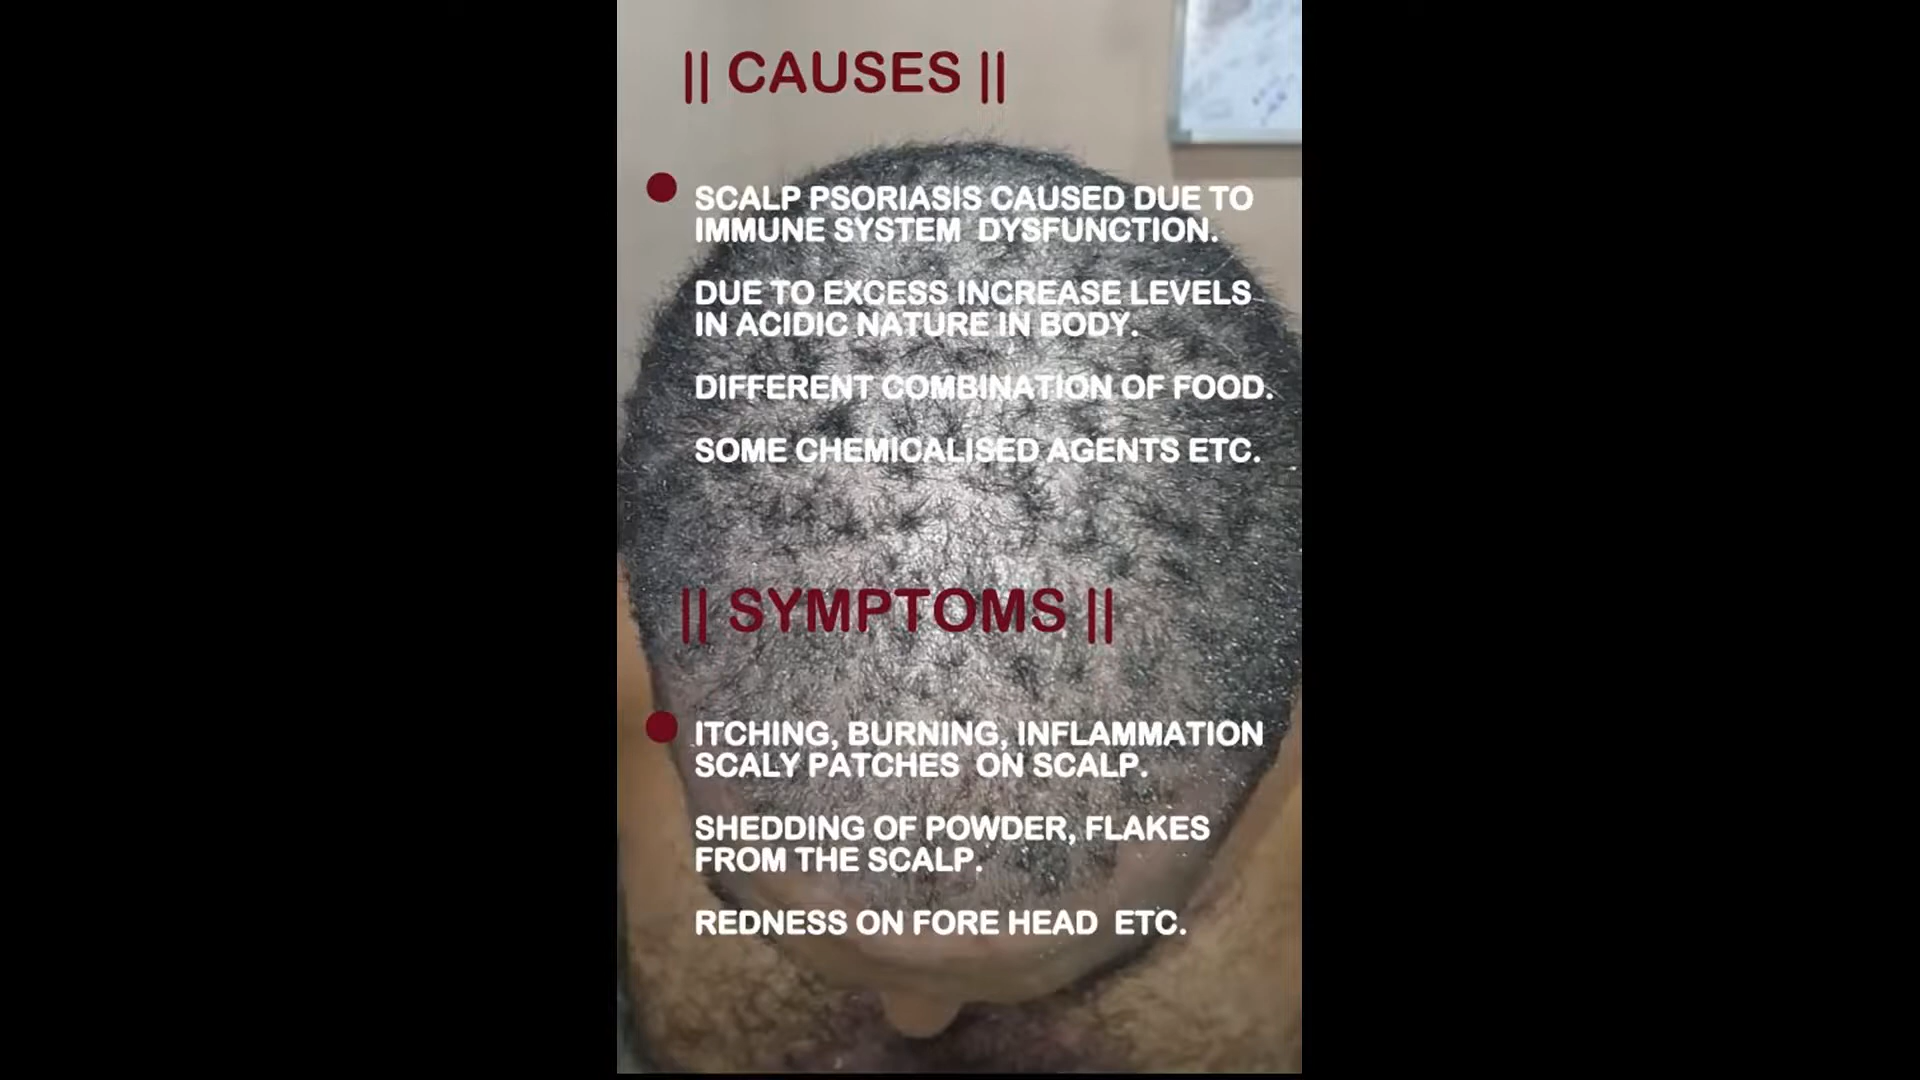 || CAUSES ||
SCALP PSORIASIS CAUSED DUE TO
IMMUNE SYSTEM DYSFUNCTION.
DUE TO EXCESS INCREASE LEVELS
IN ACIDIC NATURE IN BODY.
DIFFERENT COMBINATION OF FOOD.
SOME CHEMICALISED AGENTS ETC.
|| SYMPTOMS ||
ITCHING, BURNING, INFLAMMATION
SCALY PATCHES ON SCALP.
SHEDDING OF POWDER, FLAKES
FROM THE SCALP.
REDNESS ON FORE HEAD ETC.